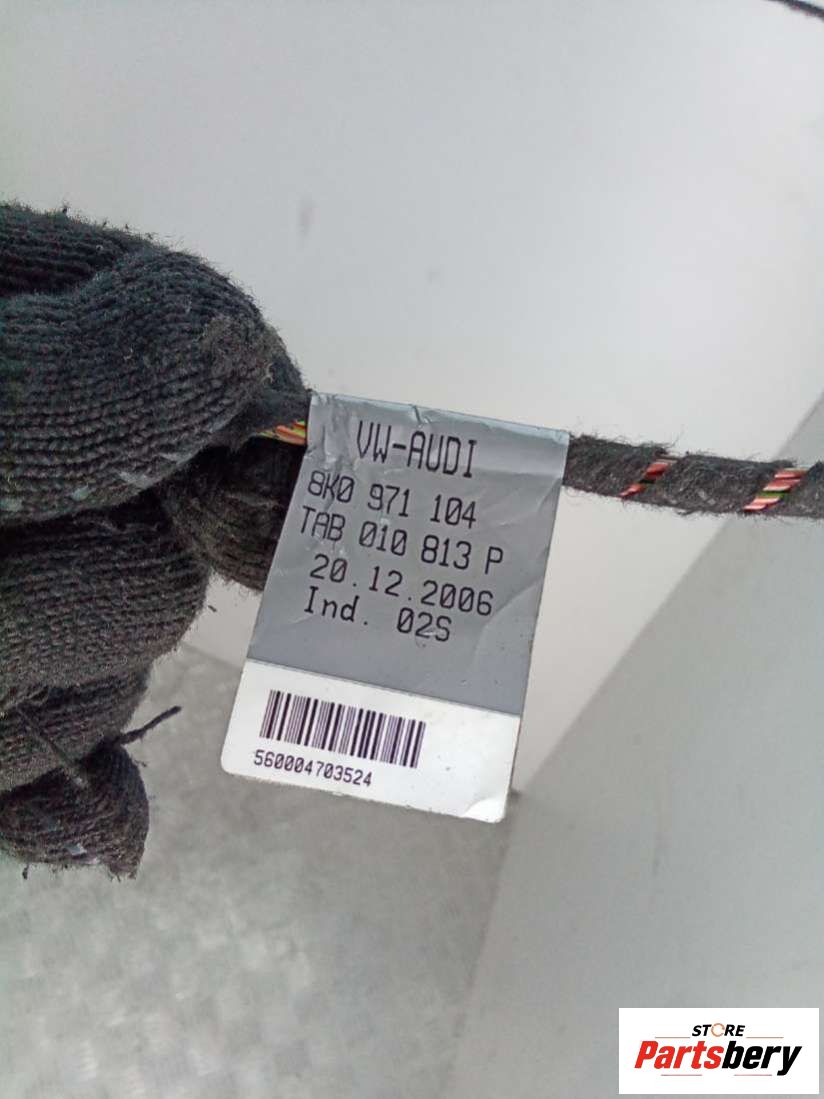 VW-AUDI
8K0 971 104
TAB 010 813 P
20.12.2006
Ind. 02S
560004703524
STORE
Partsbery